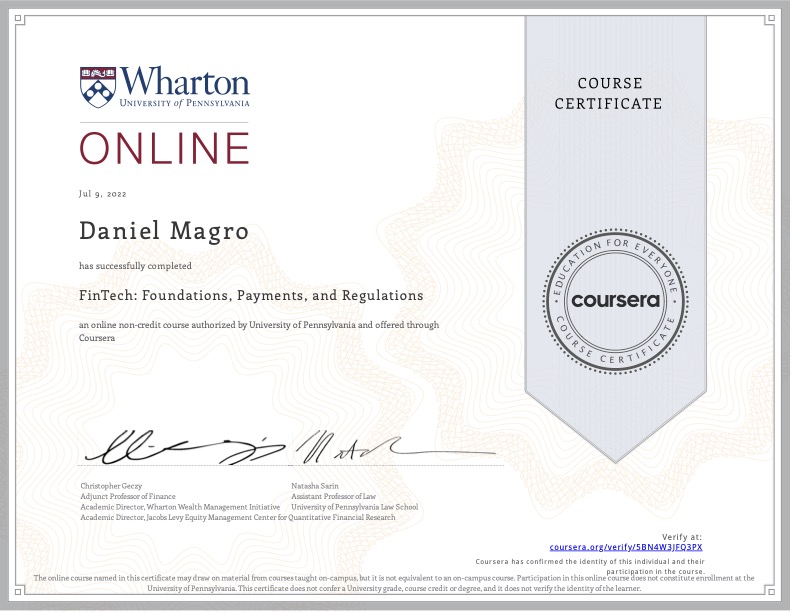 Wharton
UNIVERSITY of PENNSYLVANIA
ONLINE
COURSE
CERTIFICATE
Jul 9, 2022
Daniel Magro
has successfully completed
FinTech: Foundations, Payments, and Regulations
an online non-credit course authorized by University of Pennsylvania and offered through
Coursera
EDUCATION FOR EVERYONE
coursera
COURSE CERTIFICATE
Christopher Geczy
Adjunct Professor of Finance
Academic Director, Wharton Wealth Management Initiative
Academic Director, Jacobs Levy Equity Management Center for Quantitative Financial Research
Natasha Sarin
Assistant Professor of Law
University of Pennsylvania Law School
Verify at:
coursera.org/verify/5BN4W3JFQ3PX
Coursera has confirmed the identity of this individual and their
participation in the course.
The online course named in this certificate may draw on material from courses taught on-campus, but it is not equivalent to an on-campus course. Participation in this online course does not constitute enrollment at the
University of Pennsylvania. This certificate does not confer a University grade, course credit or degree, and it does not verify the identity of the learner.